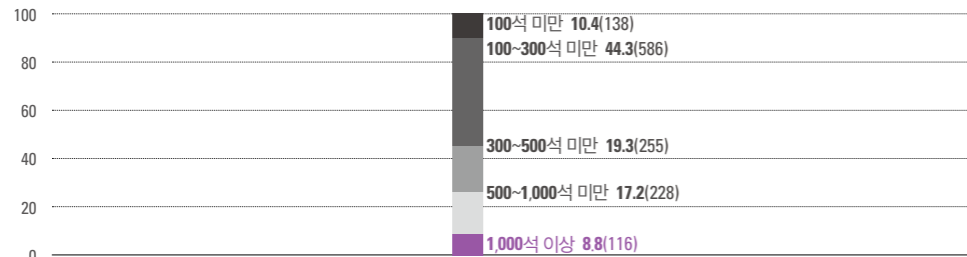 100
100석 미만 10.4(138)
100~300석 미만 44.3(586)
80
60
300~500석 미만 19.3(255)
40
500~1,000석 미만 17.2(228)
20
1,000석 이상 8.8(116)
0